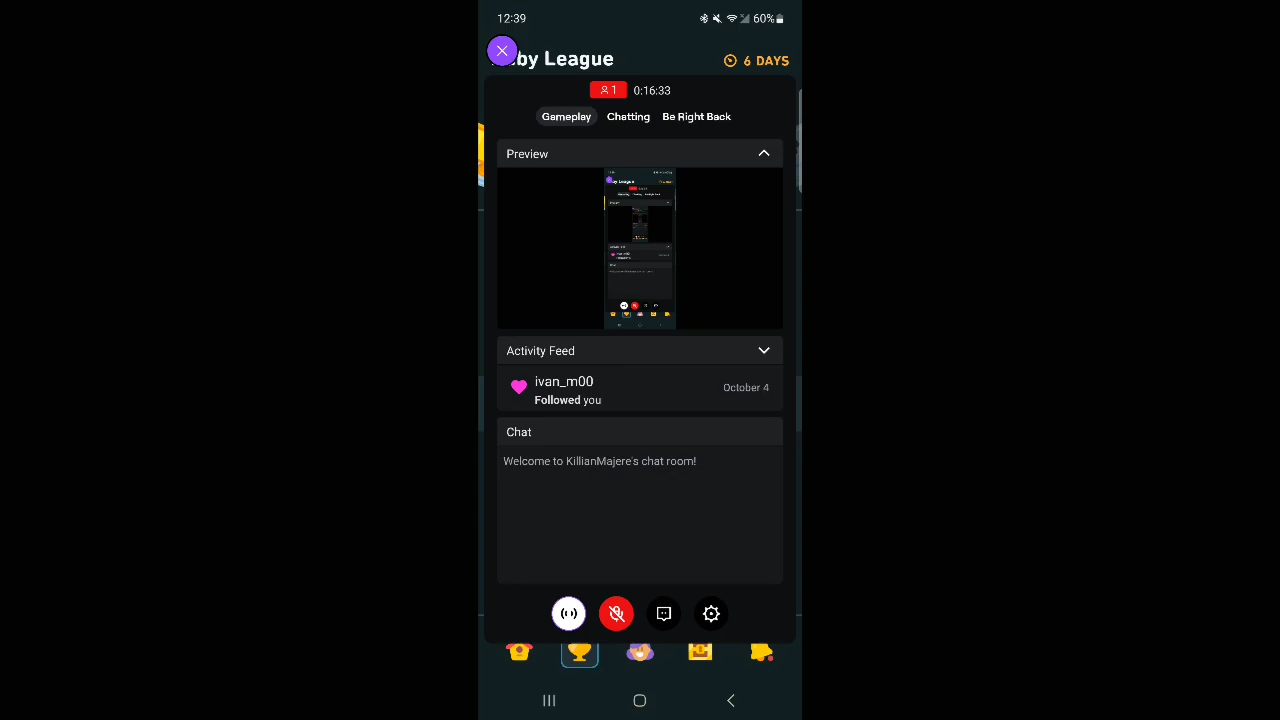 12:39
60%
by League
6 DAYS
1
0:16:33
Gameplay Chatting Be Right Back
Preview
Activity Feed
ivan_m00
Followed you
October 4
Chat
Welcome to KillianMajere's chat room!